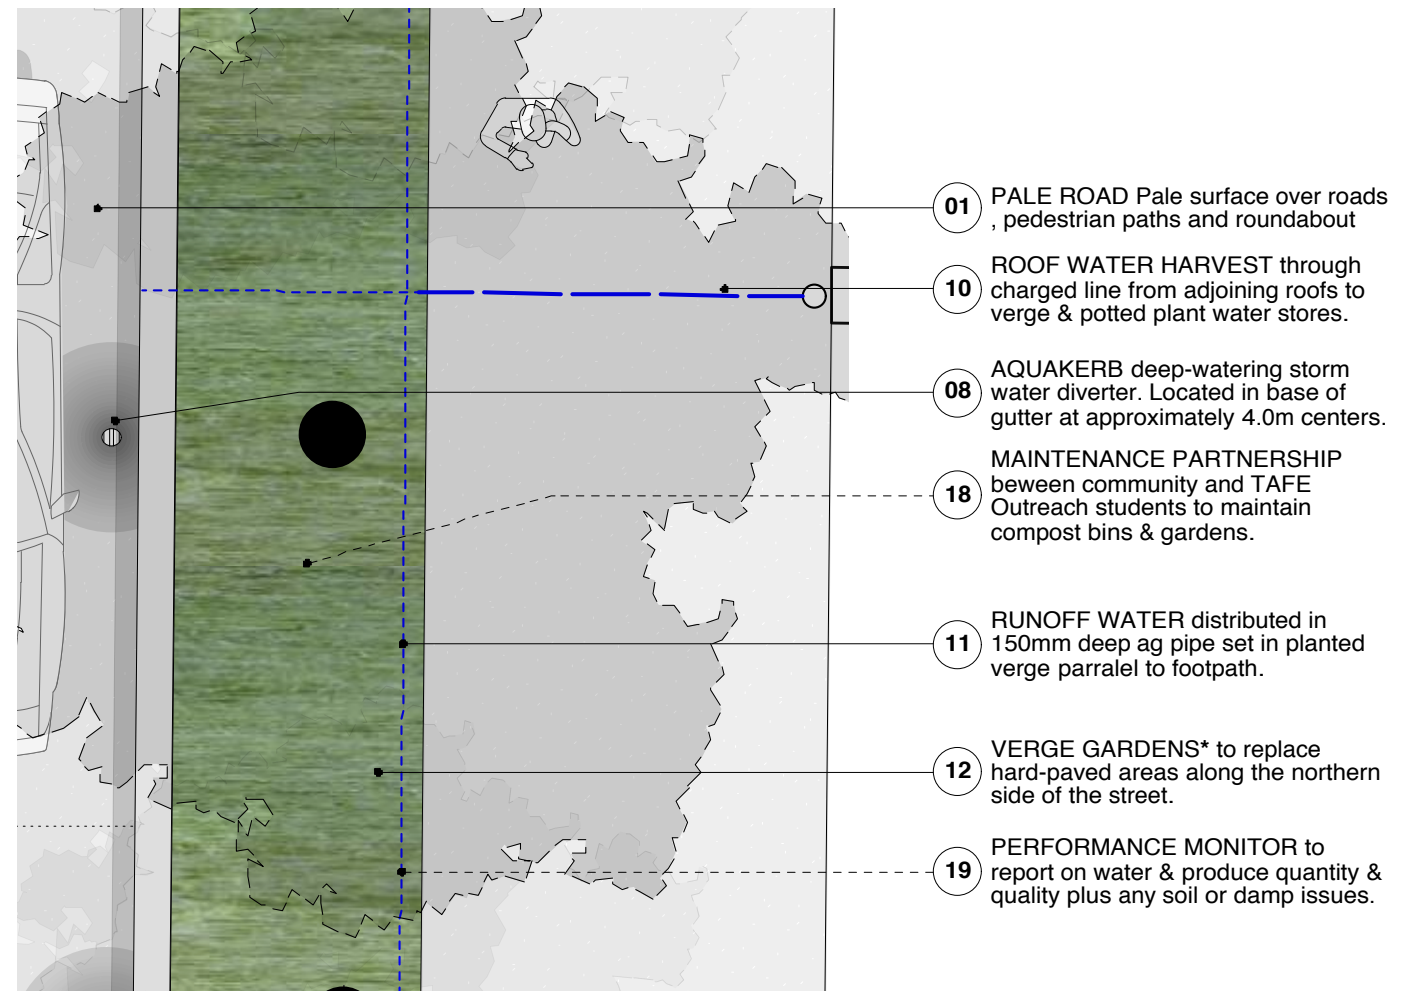 01 PALE ROAD Pale surface over roads
, pedestrian paths and roundabout
10 ROOF WATER HARVEST through
charged line from adjoining roofs to
verge & potted plant water stores.
08 AQUAKERB deep-watering storm
water diverter. Located in base of
gutter at approximately 4.0m centers.
18 MAINTENANCE PARTNERSHIP
beween community and TAFE
Outreach students to maintain
compost bins & gardens.
11 RUNOFF WATER distributed in
150mm deep ag pipe set in planted
verge parralel to footpath.
12 VERGE GARDENS* to replace
hard-paved areas along the northern
side of the street.
19 PERFORMANCE MONITOR to
report on water & produce quantity &
quality plus any soil or damp issues.